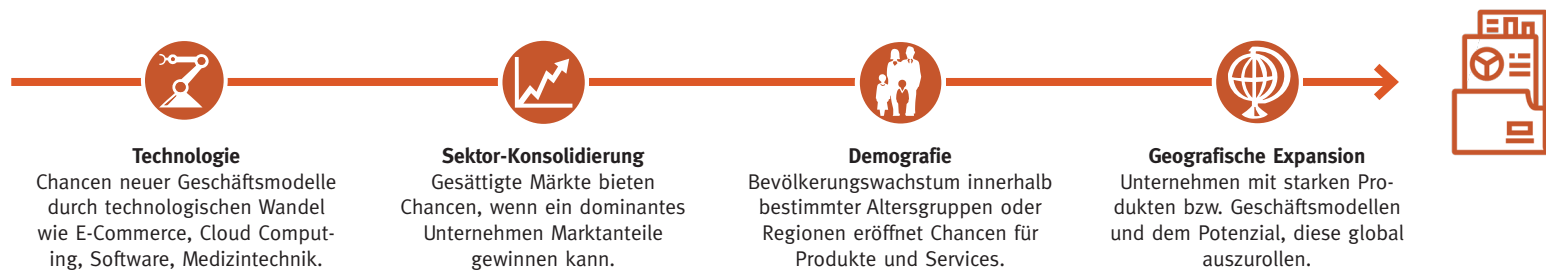 Technologie
Chancen neuer Geschäftsmodelle
durch technologischen Wandel
wie E-Commerce, Cloud Comput-
ing, Software, Medizintechnik.
Sektor-Konsolidierung
Gesättigte Märkte bieten
Chancen, wenn ein dominantes
Unternehmen Marktanteile
gewinnen kann.
Demografie
Bevölkerungswachstum innerhalb
bestimmter Altersgruppen oder
Regionen eröffnet Chancen für
Produkte und Services.
Geografische Expansion
Unternehmen mit starken Pro-
dukten bzw. Geschäftsmodellen
und dem Potenzial, diese global
auszurollen.